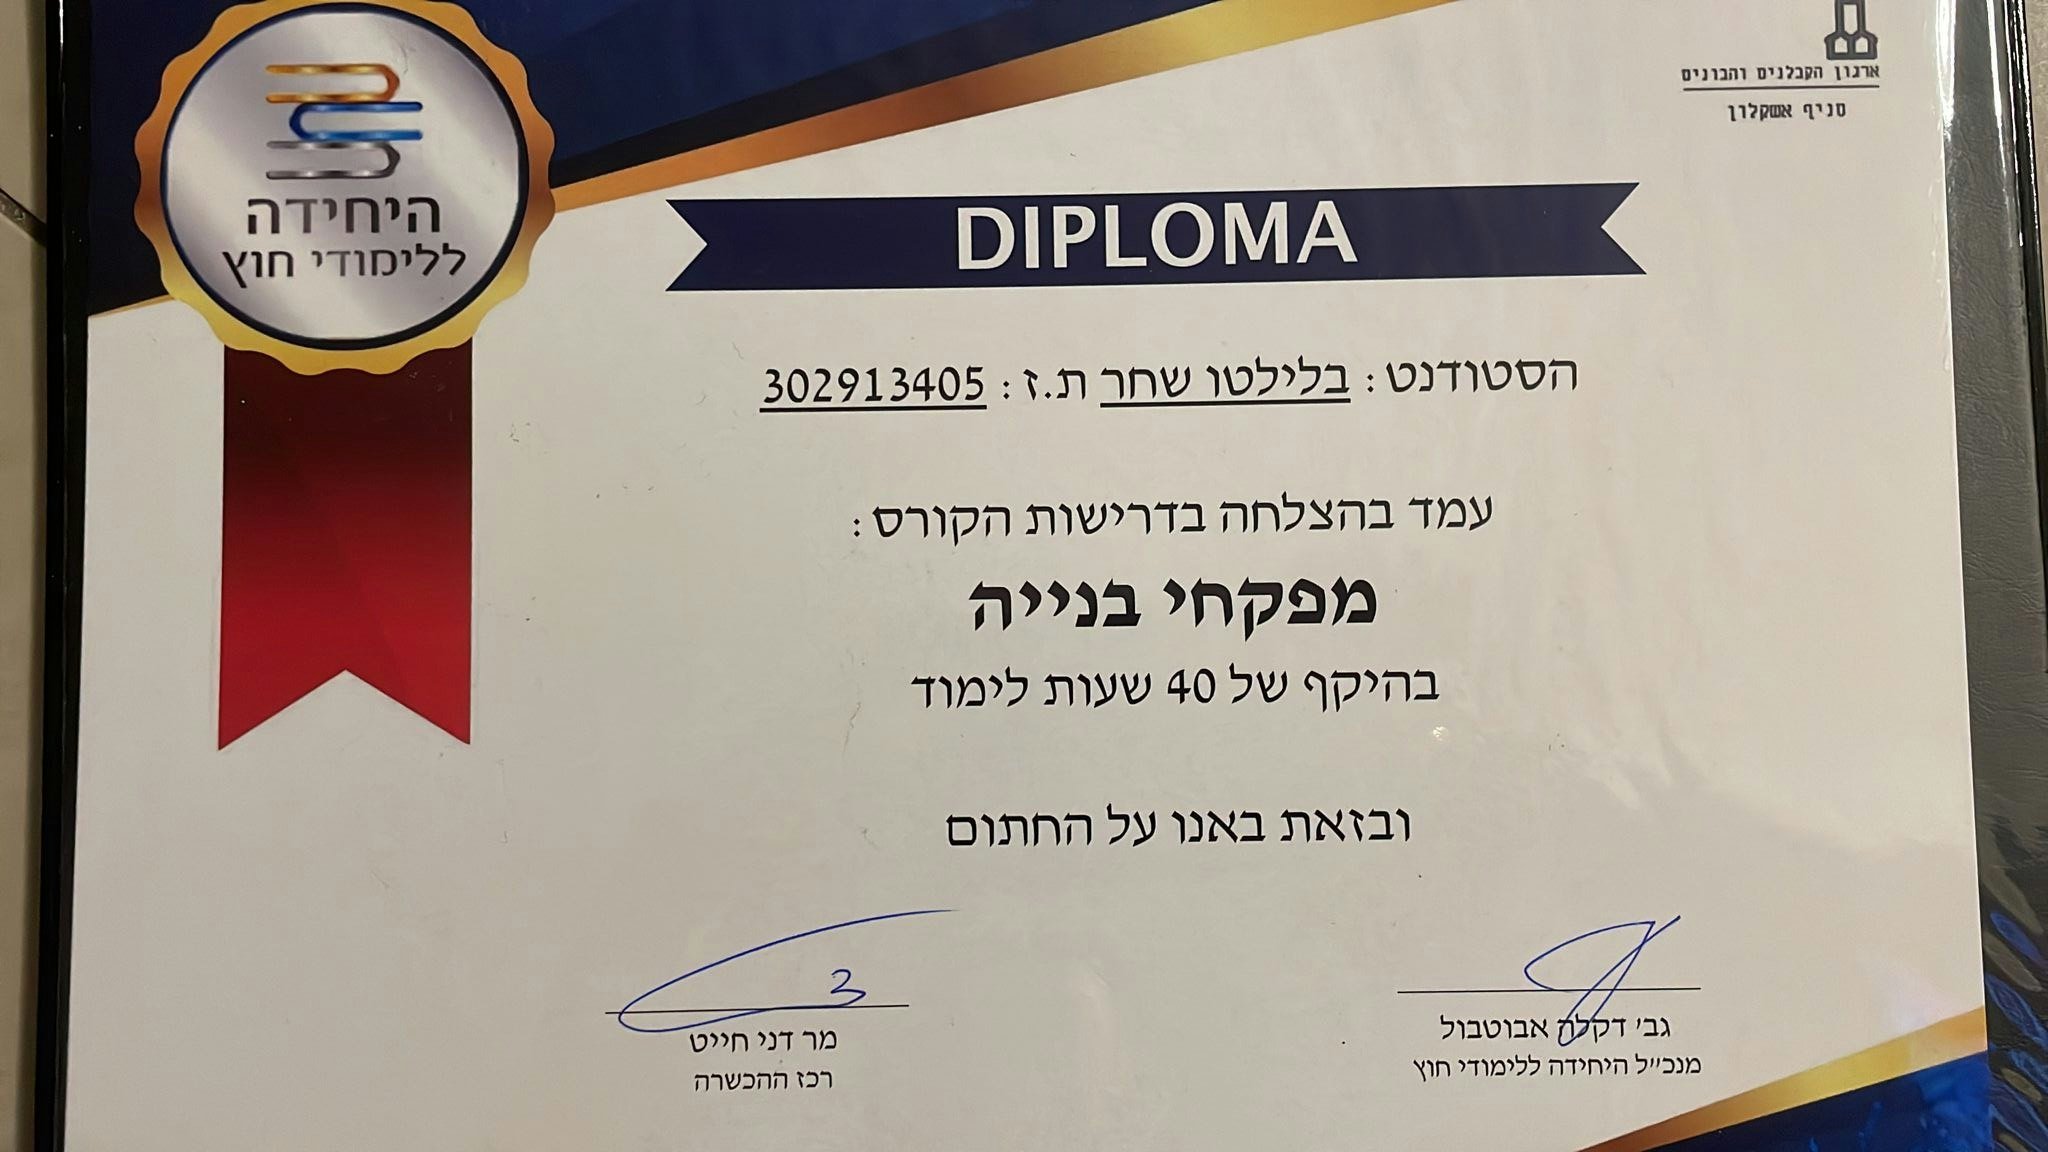 ארגון הקבלנים והבונים
סניף אשקלון
היחידה
ללימודי חוץ
DIPLOMA
הסטודנט: בלילטו שחר ת.ז: 302913405
עמד בהצלחה בדרישות הקורס:
מפקחי בנייה
בהיקף של 40 שעות לימוד
ובזאת באנו על החתום
גב' דקלה אבוטבול
מנכ"ל היחידה ללימודי חוץ
מר דני חייט
רכז ההכשרה